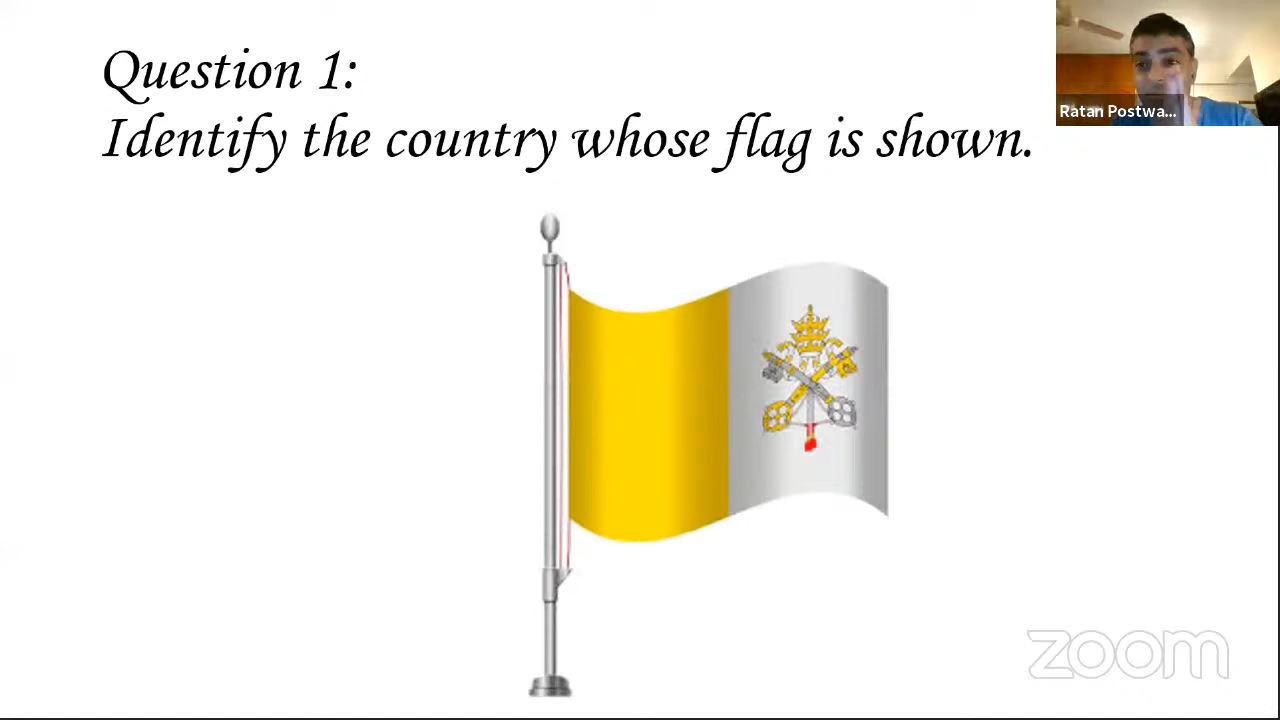 Question 1:
Identify the country whose flag is shown.
Ratan Postwa...
zoom